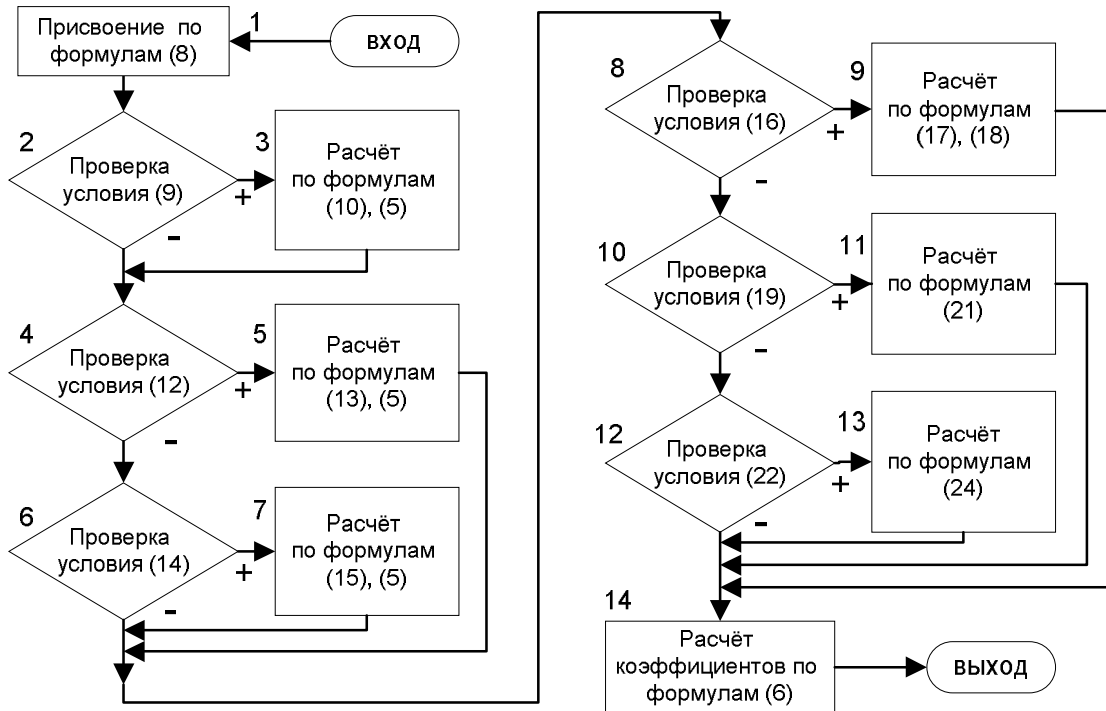 1
Присвоение по
формулам (8)
ВХОД
2
Проверка
условия (9)
+
-
3
Расчёт
по формулам
(10), (5)
4
Проверка
условия (12)
+
-
5
Расчёт
по формулам
(13), (5)
6
Проверка
условия (14)
+
-
7
Расчёт
по формулам
(15), (5)
8
Проверка
условия (16)
+
-
9
Расчёт
по формулам
(17), (18)
10
Проверка
условия (19)
+
-
11
Расчёт
по формулам
(21)
12
Проверка
условия (22)
+
-
13
Расчёт
по формулам
(24)
14
Расчёт
коэффициентов по
формулам (6)
ВЫХОД